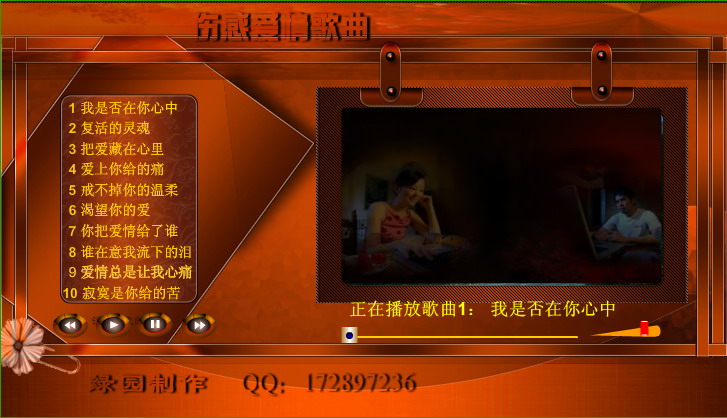 伤感爱情歌曲
1 我是否在你心中
2 复活的灵魂
3 把爱藏在心里
4 爱上你给的痛
5 戒不掉你的温柔
6 渴望你的爱
7 你把爱情给了谁
8 谁在意我流下的泪
9 爱情总是让我心痛
10 寂寞是你给的苦
正在播放歌曲1： 我是否在你心中
绿园制作 QQ：172897236